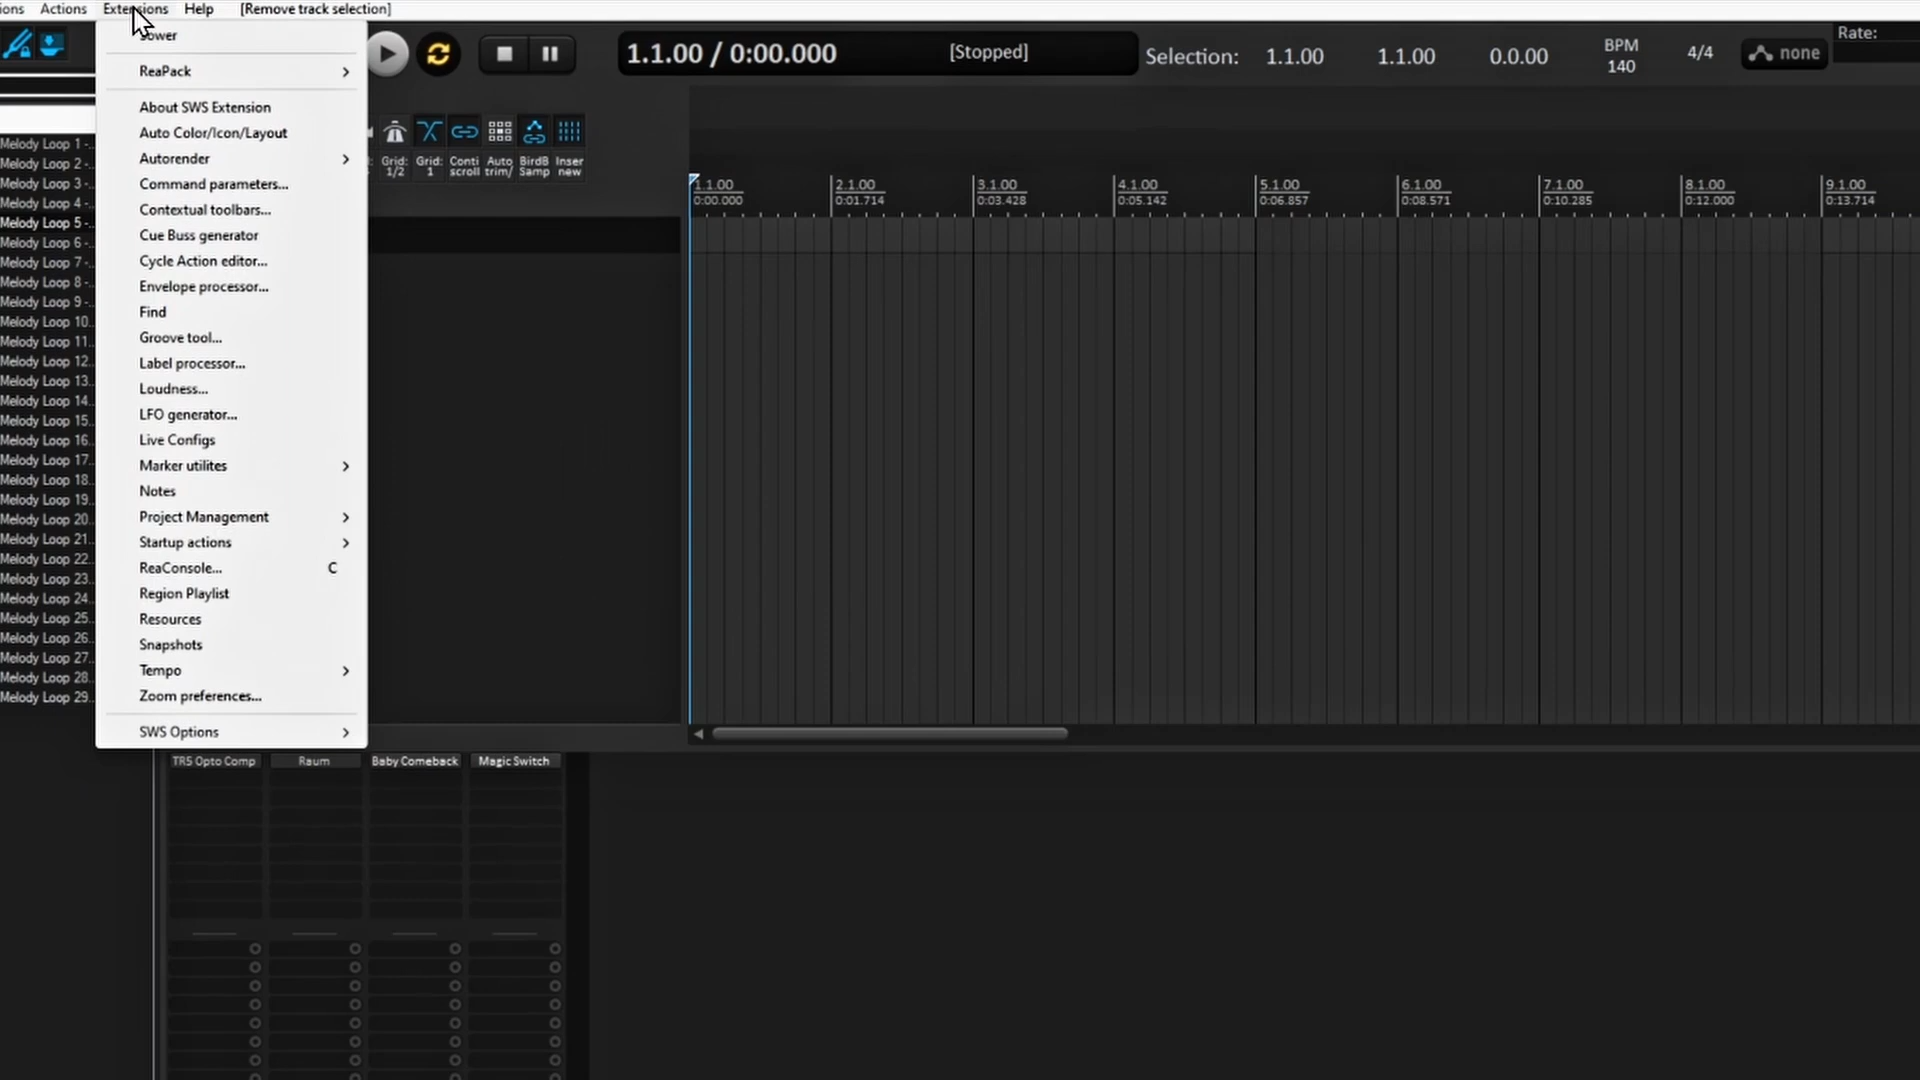 ions Actions Extensions Help [Remove track selection]
ower
ReaPack
About SWS Extension
Auto Color/Icon/Layout
Autorender
Command parameters...
Contextual toolbars...
Cue Buss generator
Cycle Action editor...
Envelope processor...
Find
Groove tool...
Label processor...
Loudness...
LFO generator...
Live Configs
Marker utilites
Notes
Project Management
Startup actions
ReaConsole... C
Region Playlist
Resources
Snapshots
Tempo
Zoom preferences...
SWS Options
1.1.00 / 0:00.000 [Stopped]
Selection: 1.1.00 1.1.00 0.0.00
BPM
140
4/4
none
Rate:
Grid: 1/2
Grid: 1
Conti scroll
Auto trim/
BirdB Samp
Inser new
1.1.00 2.1.00 3.1.00 4.1.00 5.1.00 6.1.00 7.1.00 8.1.00 9.1.00
0:00.000 0:01.714 0:03.428 0:05.142 0:06.857 0:08.571 0:10.285 0:12.000 0:13.714
Melody Loop 1 -..
Melody Loop 2 -..
Melody Loop 3 -..
Melody Loop 4 -..
Melody Loop 5 -..
Melody Loop 6 -..
Melody Loop 7 -..
Melody Loop 8 -..
Melody Loop 9 -..
Melody Loop 10..
Melody Loop 11..
Melody Loop 12..
Melody Loop 13..
Melody Loop 14..
Melody Loop 15..
Melody Loop 16..
Melody Loop 17..
Melody Loop 18..
Melody Loop 19..
Melody Loop 20..
Melody Loop 21..
Melody Loop 22..
Melody Loop 23..
Melody Loop 24..
Melody Loop 25..
Melody Loop 26..
Melody Loop 27..
Melody Loop 28..
Melody Loop 29..
TR5 Opto Comp Raum Baby Comeback Magic Switch